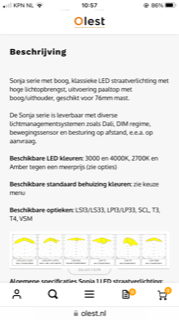 KPN NL
10:57
86%
Olest
Beschrijving
Sonja serie met boog, klassieke LED straatverlichting met
hoge lichtopbrengst, uitvoering paaltop met
boog/uithouder, geschikt voor 76mm mast.
De Sonja serie is leverbaar met diverse
lichtmanagementsystemen zoals Dali, DIM regime,
bewegingssensor en besturing op afstand, e.e.a. op
aanvraag.
Beschikbare LED kleuren: 3000 en 4000K, 2700K en
Amber tegen een meerprijs (zie opties)
Beschikbare standaard behuizing kleuren: zie keuze
menu
Beschikbare optieken: LS13/LS33, LP13/LP33, SCL, T3,
T4, VSM
Algemene specificaties Sonja 1 LED straatverlichting:
olest.nl